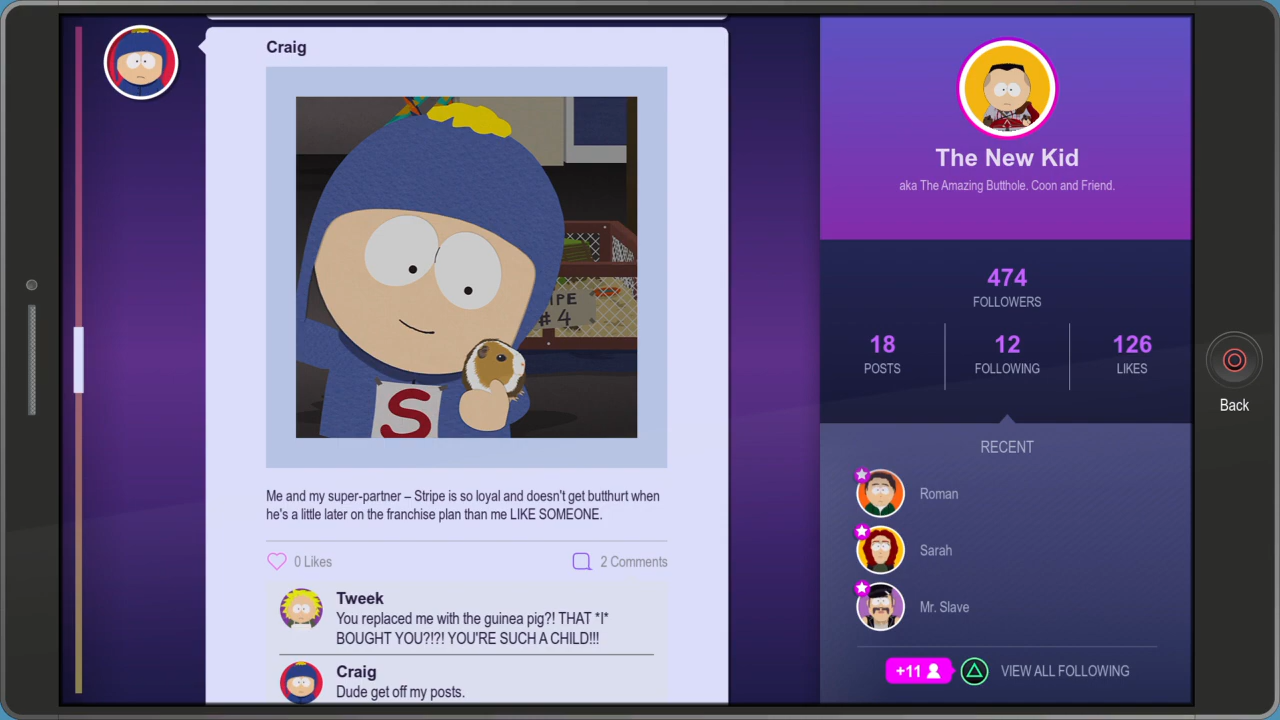 Craig
IPE
#4
S
Me and my super-partner – Stripe is so loyal and doesn't get butthurt when
he's a little later on the franchise plan than me LIKE SOMEONE.
0 Likes
2 Comments
Tweek
You replaced me with the guinea pig?! THAT *I*
BOUGHT YOU?!?! YOU'RE SUCH A CHILD!!!
Craig
Dude get off my posts.
The New Kid
aka The Amazing Butthole. Coon and Friend.
474
FOLLOWERS
18
POSTS
12
FOLLOWING
126
LIKES
RECENT
Roman
Sarah
Mr. Slave
+11
VIEW ALL FOLLOWING
Back